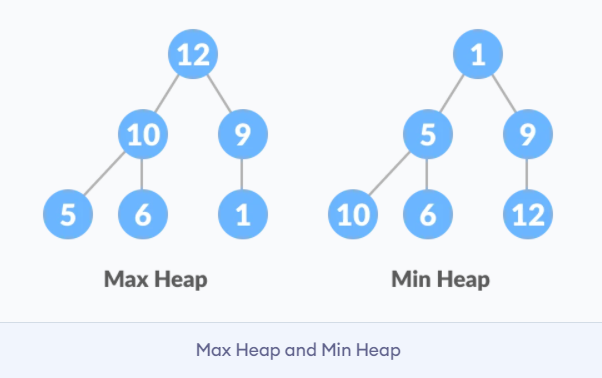 12 1
10 9 5 9
5 6 1 10 6 12
Max Heap Min Heap
Max Heap and Min Heap